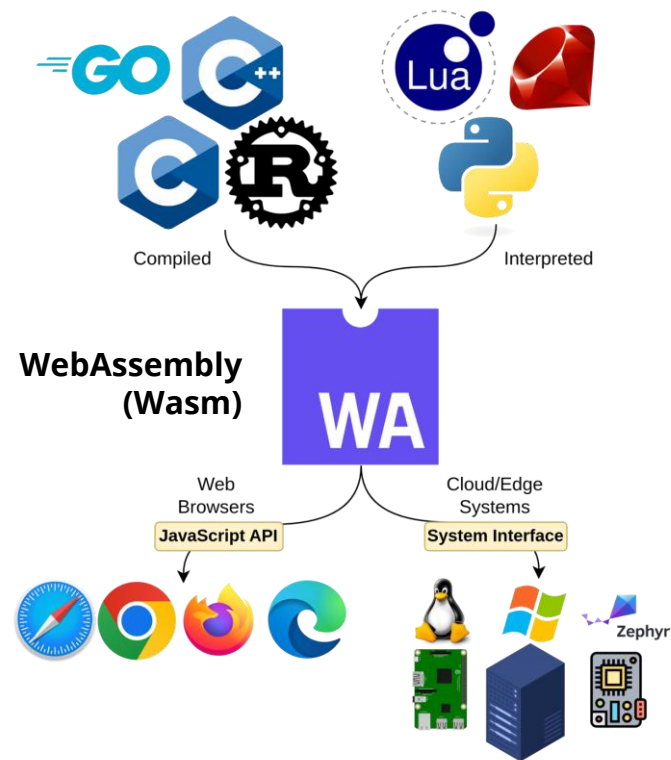 GO
C++
Lua
C
R
Compiled
Interpreted
WebAssembly
(Wasm)
WA
Web
Browsers
JavaScript API
Cloud/Edge
Systems
System Interface
Zephyr